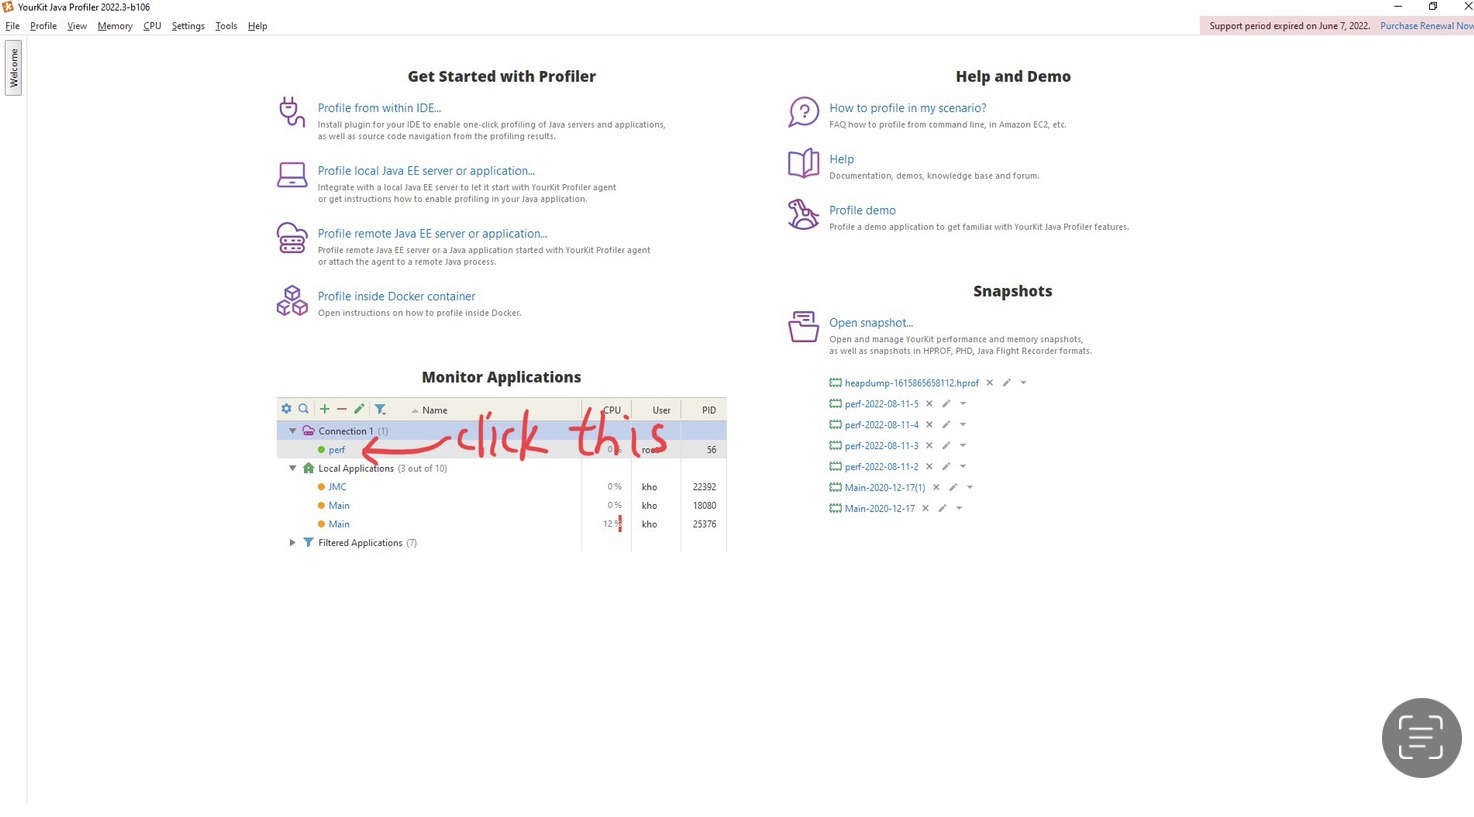 YourKit Java Profiler 2022.3-b106
File Profile View Memory CPU Settings Tools Help
Support period expired on June 7, 2022. Purchase Renewal Now
Welcome
Get Started with Profiler
Profile from within IDE...
Install plugin for your IDE to enable one-click profiling of Java servers and applications,
as well as source code navigation from the profiling results.
Profile local Java EE server or application...
Integrate with a local Java EE server to let it start with YourKit Profiler agent
or get instructions how to enable profiling in your Java application.
Profile remote Java EE server or application...
Profile remote Java EE server or a Java application started with YourKit Profiler agent
or attach the agent to a remote Java process.
Profile inside Docker container
Open instructions on how to profile inside Docker.
Monitor Applications
Name CPU User PID
Connection 1 (1)
perf 0 % 56
click this
Local Applications (3 out of 10)
JMC 0 % kho 22392
Main 0 % kho 18080
Main 12 % kho 25376
Filtered Applications (7)
Help and Demo
How to profile in my scenario?
FAQ how to profile from command line, in Amazon EC2, etc.
Help
Documentation, demos, knowledge base and forum.
Profile demo
Profile a demo application to get familiar with YourKit Java Profiler features.
Snapshots
Open snapshot...
Open and manage YourKit performance and memory snapshots,
as well as snapshots in HPROF, PHD, Java Flight Recorder formats.
heapdump-1615865658112.hprof
perf-2022-08-11-5
perf-2022-08-11-4
perf-2022-08-11-3
perf-2022-08-11-2
Main-2020-12-17(1)
Main-2020-12-17